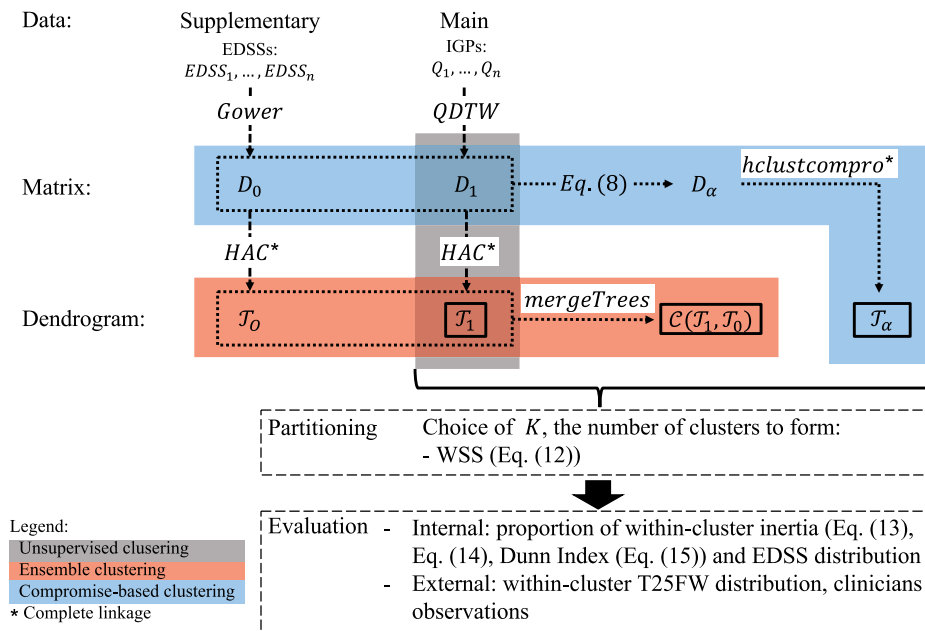 Data: Supplementary Main
EDSSs: IGPs:
EDSS₁, ..., EDSSₙ Q₁, ..., Qₙ
Gower QDTW
Matrix: D₀ D₁ Eq. (8) D_α hclustcompro*
HAC* HAC*
Dendrogram: 𝒯_O 𝒯₁ mergeTrees 𝒞(𝒯₁, 𝒯₀) 𝒯_α
Partitioning Choice of K, the number of clusters to form:
- WSS (Eq. (12))
Evaluation - Internal: proportion of within-cluster inertia (Eq. (13),
Eq. (14), Dunn Index (Eq. (15)) and EDSS distribution
- External: within-cluster T25FW distribution, clinicians
observations
Legend:
Unsupervised clusering
Ensemble clustering
Compromise-based clustering
* Complete linkage